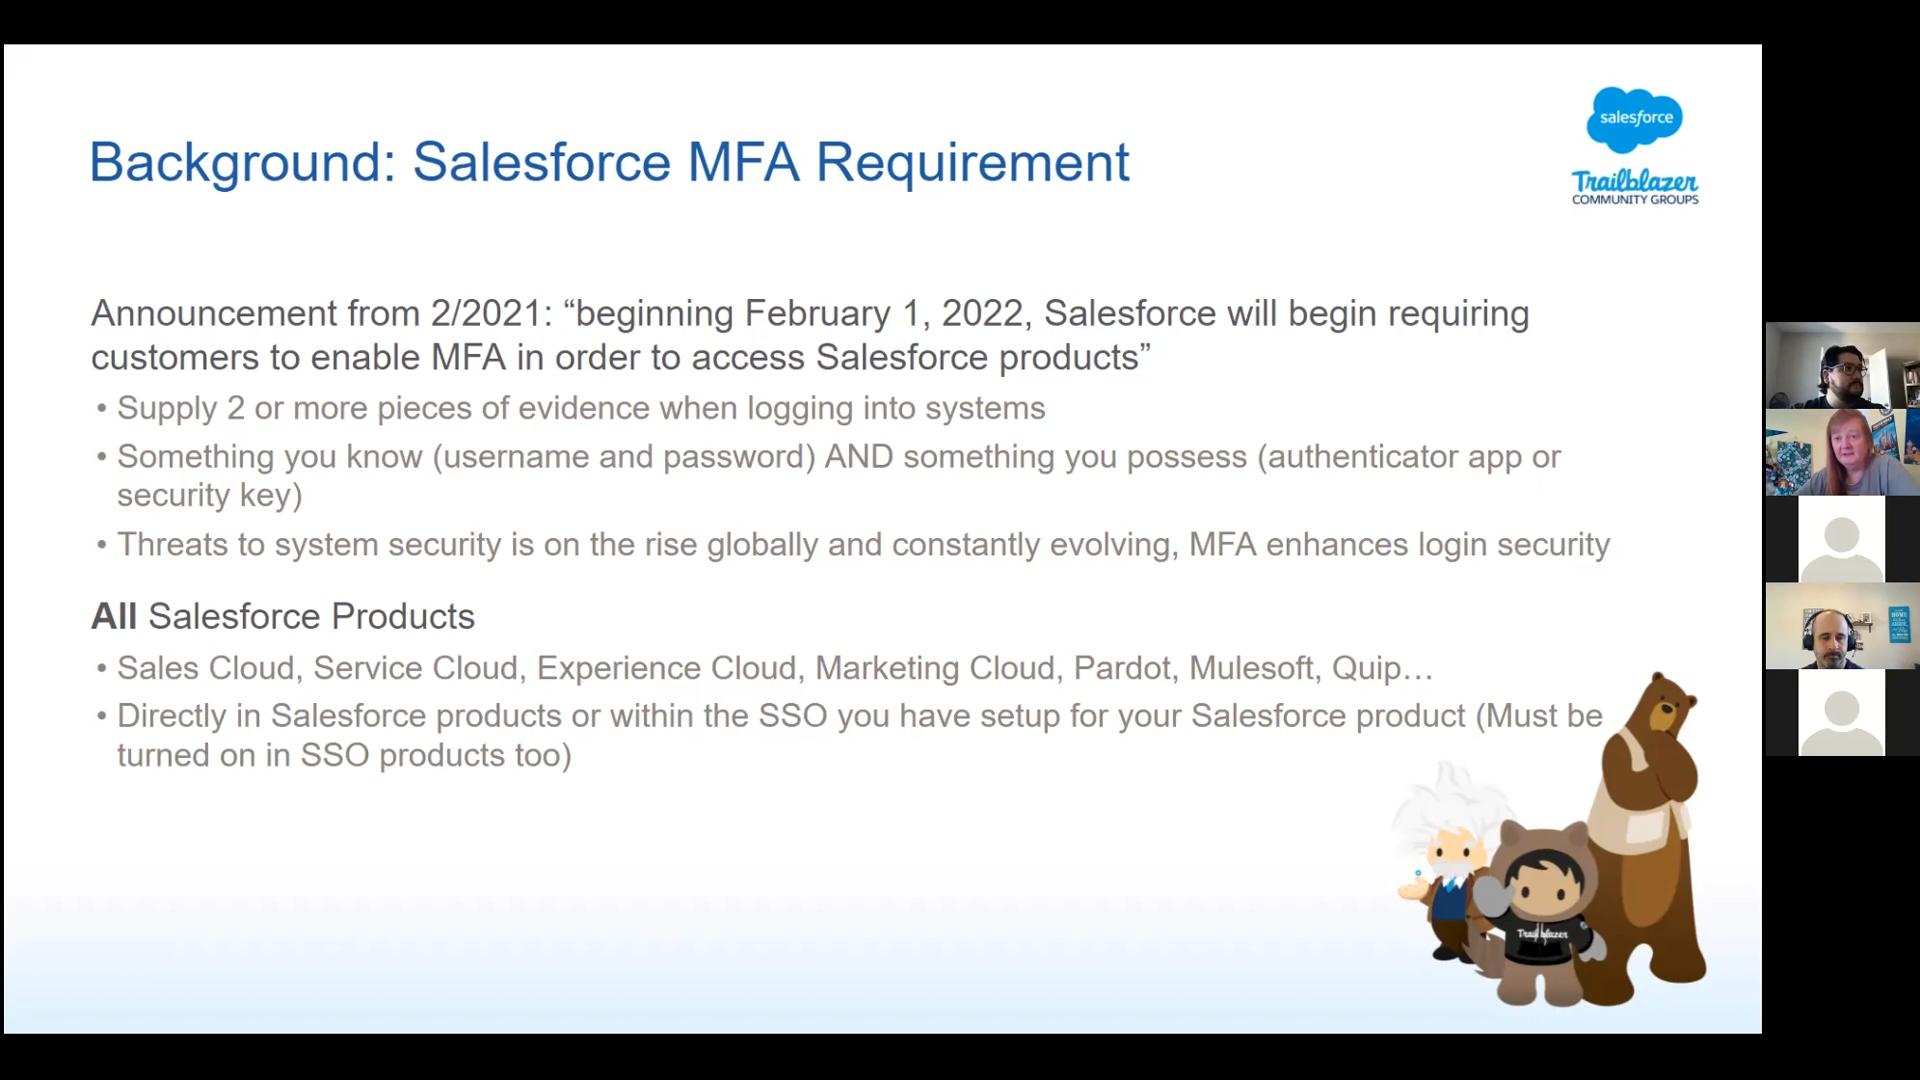 salesforce
Trailblazer
COMMUNITY GROUPS
Background: Salesforce MFA Requirement
Announcement from 2/2021: “beginning February 1, 2022, Salesforce will begin requiring
customers to enable MFA in order to access Salesforce products”
• Supply 2 or more pieces of evidence when logging into systems
• Something you know (username and password) AND something you possess (authenticator app or
security key)
• Threats to system security is on the rise globally and constantly evolving, MFA enhances login security
All Salesforce Products
• Sales Cloud, Service Cloud, Experience Cloud, Marketing Cloud, Pardot, Mulesoft, Quip…
• Directly in Salesforce products or within the SSO you have setup for your Salesforce product (Must be
turned on in SSO products too)
Trailblazer
HOME